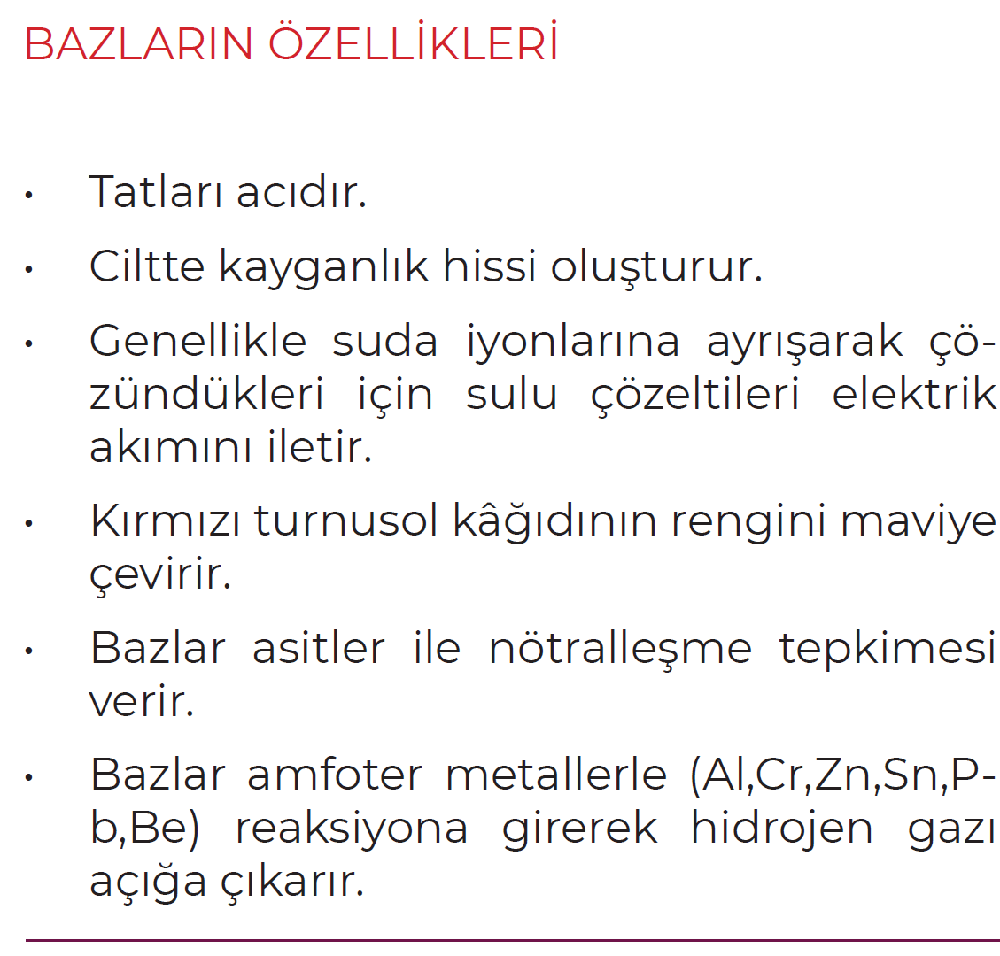 BAZLARIN ÖZELLİKLERİ
• Tatları acıdır.
• Ciltte kayganlık hissi oluşturur.
• Genellikle suda iyonlarına ayrışarak çö-
zündükleri için sulu çözeltileri elektrik
akımını iletir.
• Kırmızı turnusol kâğıdının rengini maviye
çevirir.
• Bazlar asitler ile nötralleşme tepkimesi
verir.
• Bazlar amfoter metallerle (Al,Cr,Zn,Sn,P-
b,Be) reaksiyona girerek hidrojen gazı
açığa çıkarır.